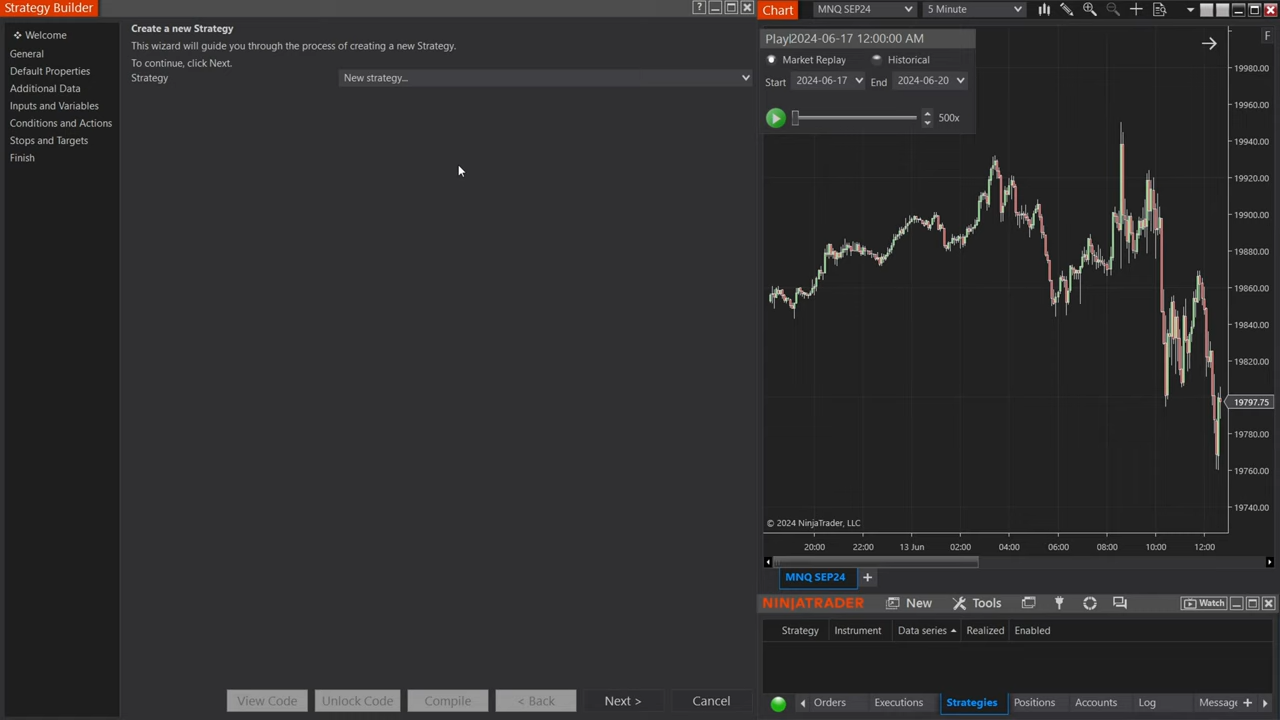 Strategy Builder
?
Welcome
General
Default Properties
Additional Data
Inputs and Variables
Conditions and Actions
Stops and Targets
Finish
Create a new Strategy
This wizard will guide you through the process of creating a new Strategy.
To continue, click Next.
Strategy
New strategy...
View Code
Unlock Code
Compile
< Back
Next >
Cancel
Chart
MNQ SEP24
5 Minute
F
2024-06-17 12:00:00 AM
Market Replay
Historical
Start
2024-06-17
End
2024-06-20
500x
19980.00
19960.00
19940.00
19920.00
19900.00
19880.00
19860.00
19840.00
19820.00
19797.75
19780.00
19760.00
19740.00
© 2024 NinjaTrader, LLC
20:00
22:00
13 Jun
02:00
04:00
06:00
08:00
10:00
12:00
MNQ SEP24
+
NINJATRADER
New
Tools
Watch
Strategy
Instrument
Data series
Realized
Enabled
Orders
Executions
Strategies
Positions
Accounts
Log
Messag
+